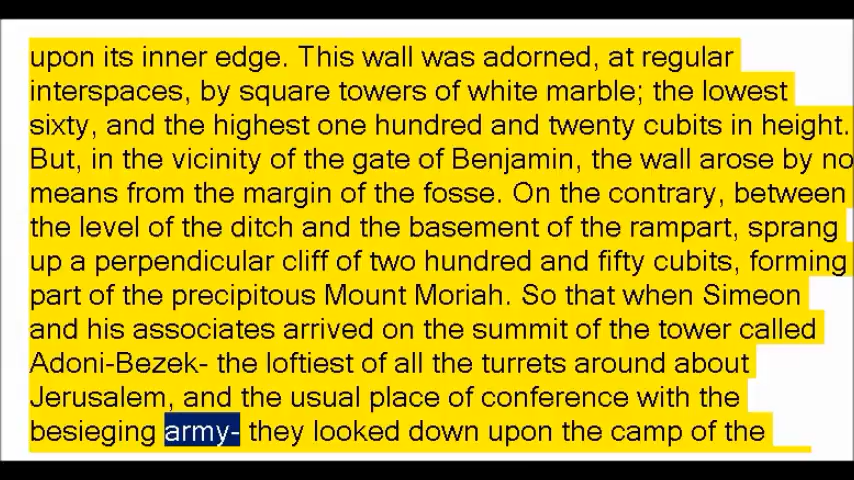 upon its inner edge. This wall was adorned, at regular
interspaces, by square towers of white marble; the lowest
sixty, and the highest one hundred and twenty cubits in height.
But, in the vicinity of the gate of Benjamin, the wall arose by no
means from the margin of the fosse. On the contrary, between
the level of the ditch and the basement of the rampart, sprang
up a perpendicular cliff of two hundred and fifty cubits, forming
part of the precipitous Mount Moriah. So that when Simeon
and his associates arrived on the summit of the tower called
Adoni-Bezek- the loftiest of all the turrets around about
Jerusalem, and the usual place of conference with the
besieging army- they looked down upon the camp of the